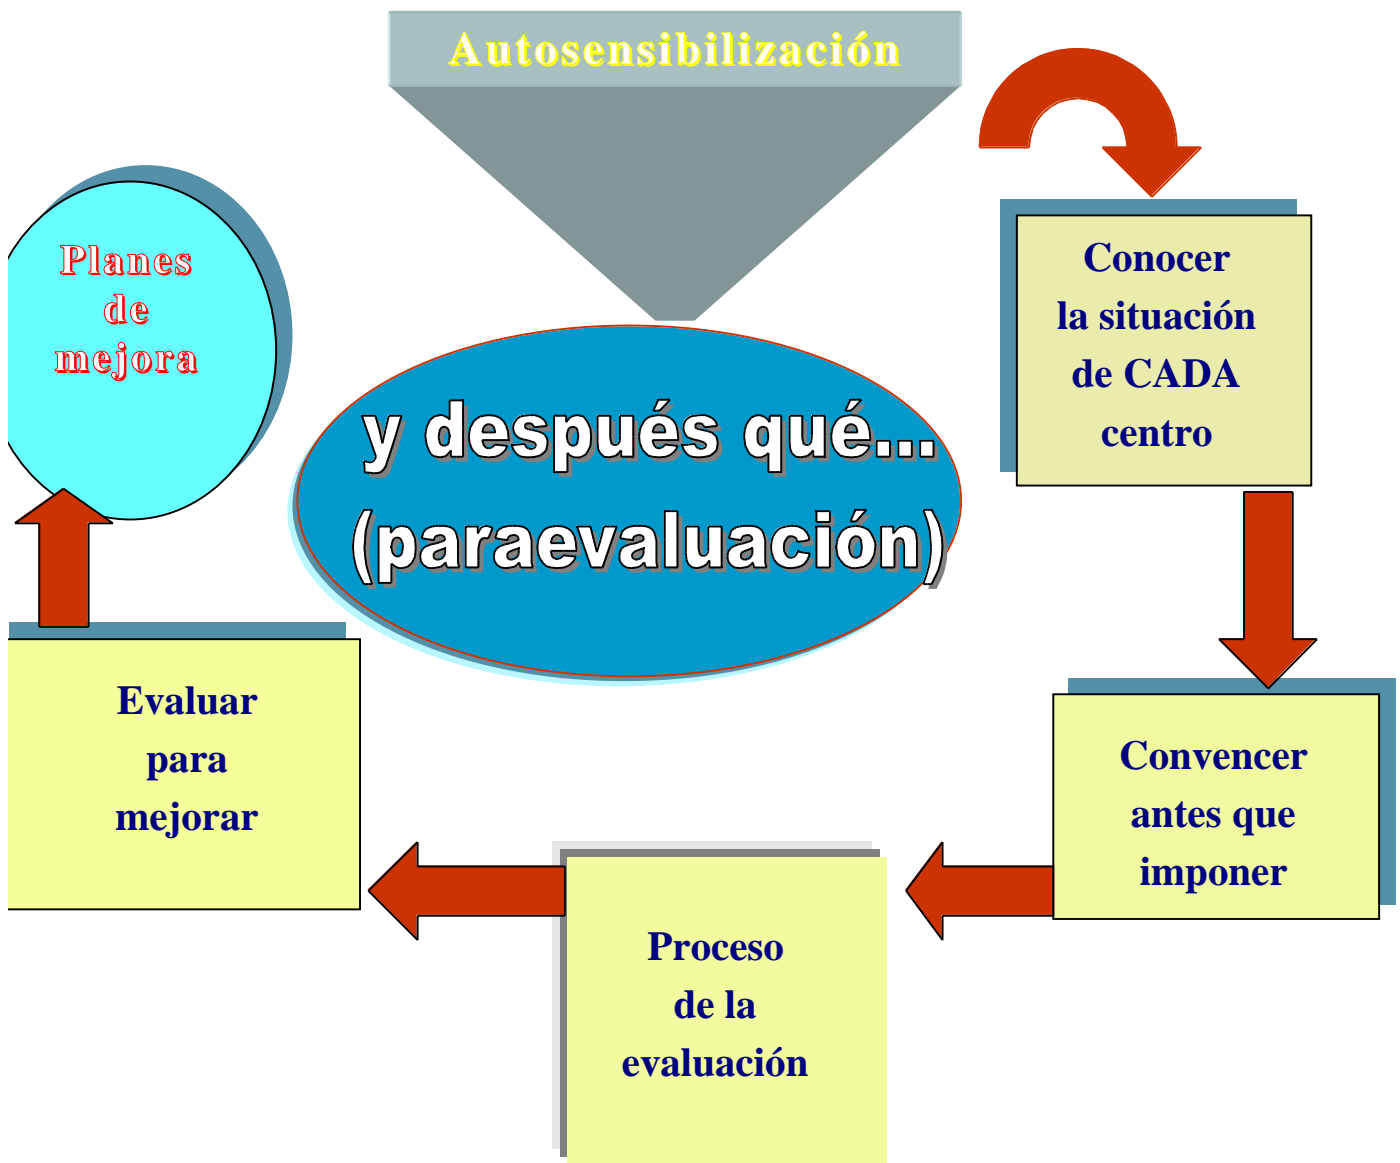 Autosensibilización
Conocer
la situación
de CADA
centro
Convencer
antes que
imponer
Proceso
de la
evaluación
Evaluar
para
mejorar
Planes
de
mejora
y después qué...
(paraevaluación)